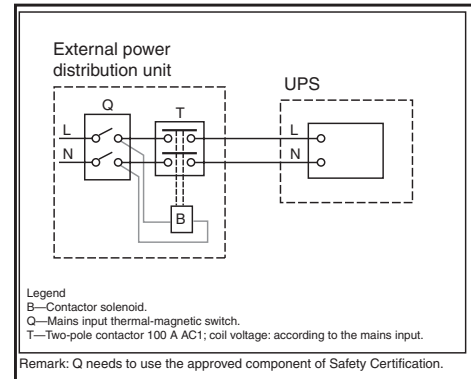 External power
distribution unit
UPS
Q
T
L
N
L
N
B
Legend
B—Contactor solenoid.
Q—Mains input thermal-magnetic switch.
T—Two-pole contactor 100 A AC1; coil voltage: according to the mains input.
Remark: Q needs to use the approved component of Safety Certification.